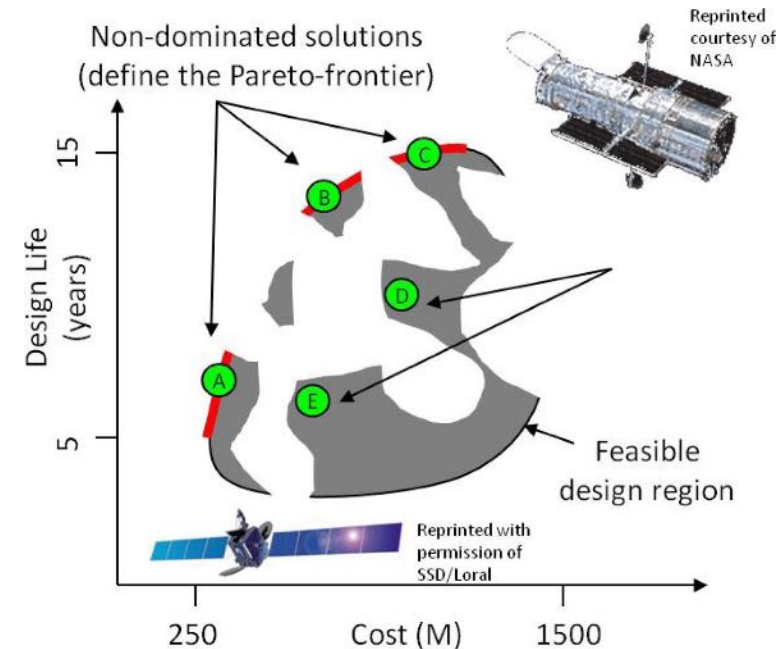 Non-dominated solutions
(define the Pareto-frontier)
Reprinted
courtesy of
NASA
15
C
B
Design Life
(years)
D
A
E
5
Feasible
design region
Reprinted with
permission of
SSD/Loral
250
Cost (M)
1500